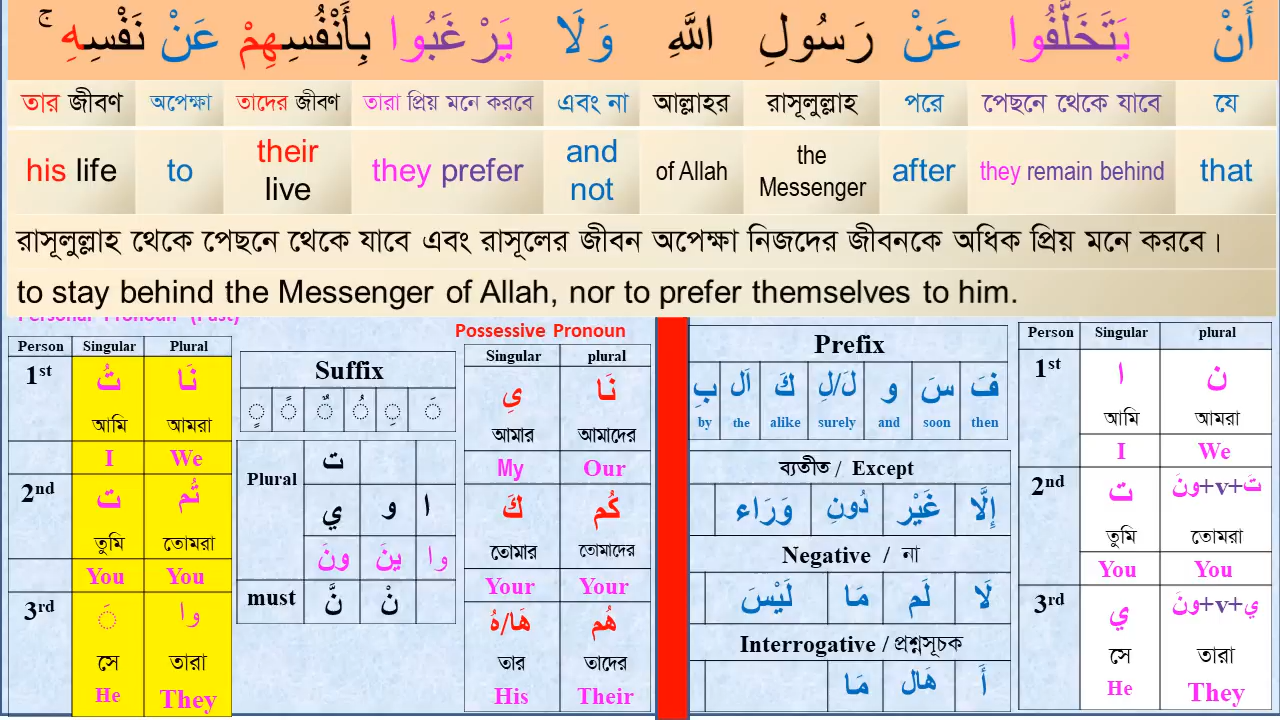 أَنْ يَتَخَلَّفُوا عَنْ رَسُولِ اللَّهِ وَلَا يَرْغَبُوا بِأَنْفُسِهِمْ عَنْ نَفْسِهِ ۚ
তার জীবণ অপেক্ষা তাদের জীবণ তারা প্রিয় মনে করবে এবং না আল্লাহর রাসূলুল্লাহ পরে পেছনে থেকে যাবে যে
his life to their live they prefer and not of Allah the Messenger after they remain behind that
রাসূলুল্লাহ থেকে পেছনে থেকে যাবে এবং রাসূলের জীবন অপেক্ষা নিজদের জীবনকে অধিক প্রিয় মনে করবে।
to stay behind the Messenger of Allah, nor to prefer themselves to him.
Personal Pronoun (Past)
Person Singular Plural
1st تُ نَا
আমি আমরা
I We
2nd ت تُم
তুমি তোমরা
You You
3rd َ وا
সে তারা
He They
Suffix
ٍ ً ٌ ُ ِ َ
Plural ت
ي و ا
ونَ ينَ وا
must نَّ نْ
Possessive Pronoun
Singular plural
يِ نَا
আমার আমাদের
My Our
كَ كُم
তোমার তোমাদের
Your Your
هَا/هُ هُم
তার তাদের
His Their
Prefix
فَ سَ و لَ/لِ كَ اَل بِ
by the alike surely and soon then
ব্যতীত / Except
إِلَّا غَيْر دُونِ وَرَاء
Negative / না
لَا لَم مَا لَيْسَ
Interrogative / প্রশ্নসূচক
أَ هَال مَا
Person Singular plural
1st ا ن
আমি আমরা
I We
2nd ت تَ+v+ونَ
তুমি তোমরা
You You
3rd ي ي+v+ونَ
সে তারা
He They